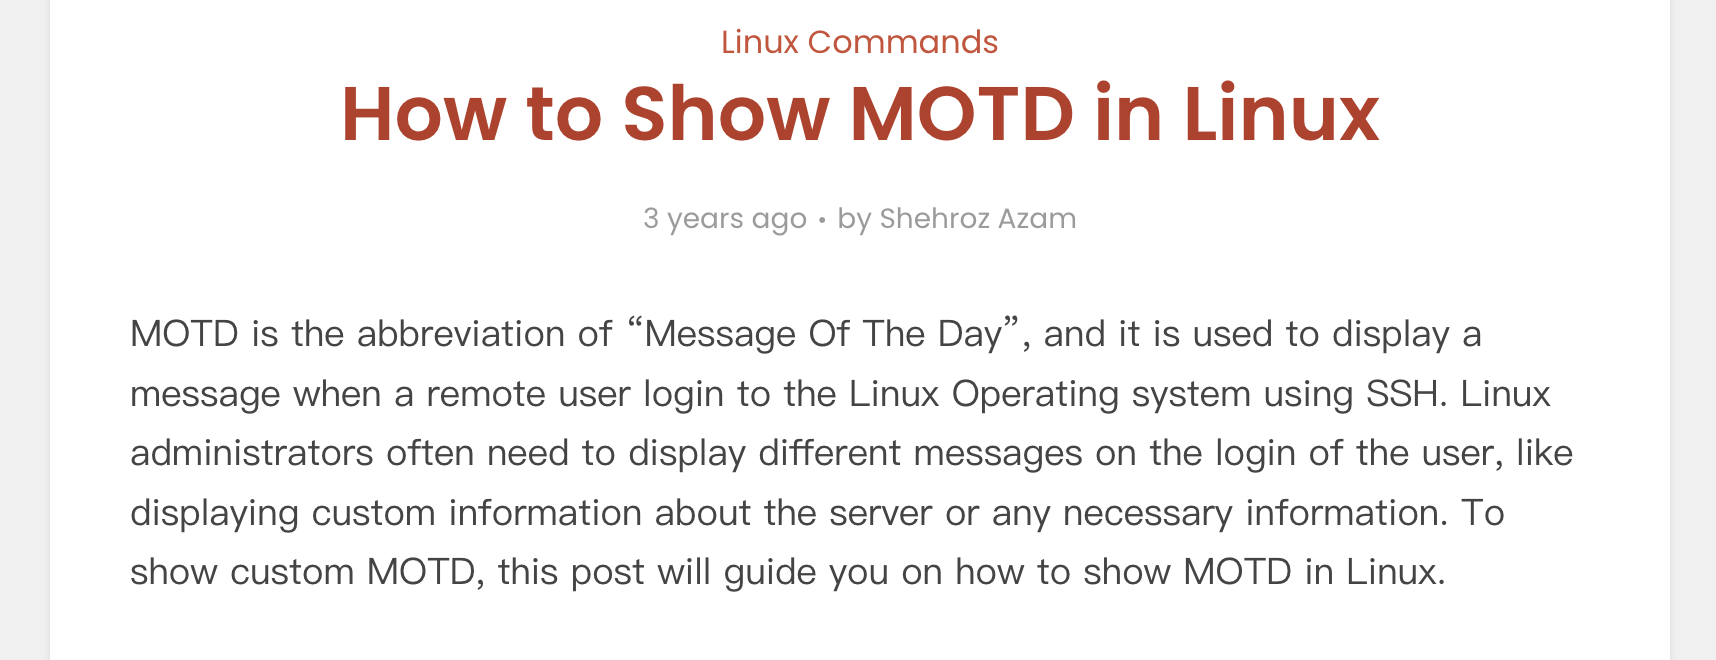 Linux Commands
How to Show MOTD in Linux
3 years ago • by Shehroz Azam
MOTD is the abbreviation of “Message Of The Day”, and it is used to display a
message when a remote user login to the Linux Operating system using SSH. Linux
administrators often need to display different messages on the login of the user, like
displaying custom information about the server or any necessary information. To
show custom MOTD, this post will guide you on how to show MOTD in Linux.